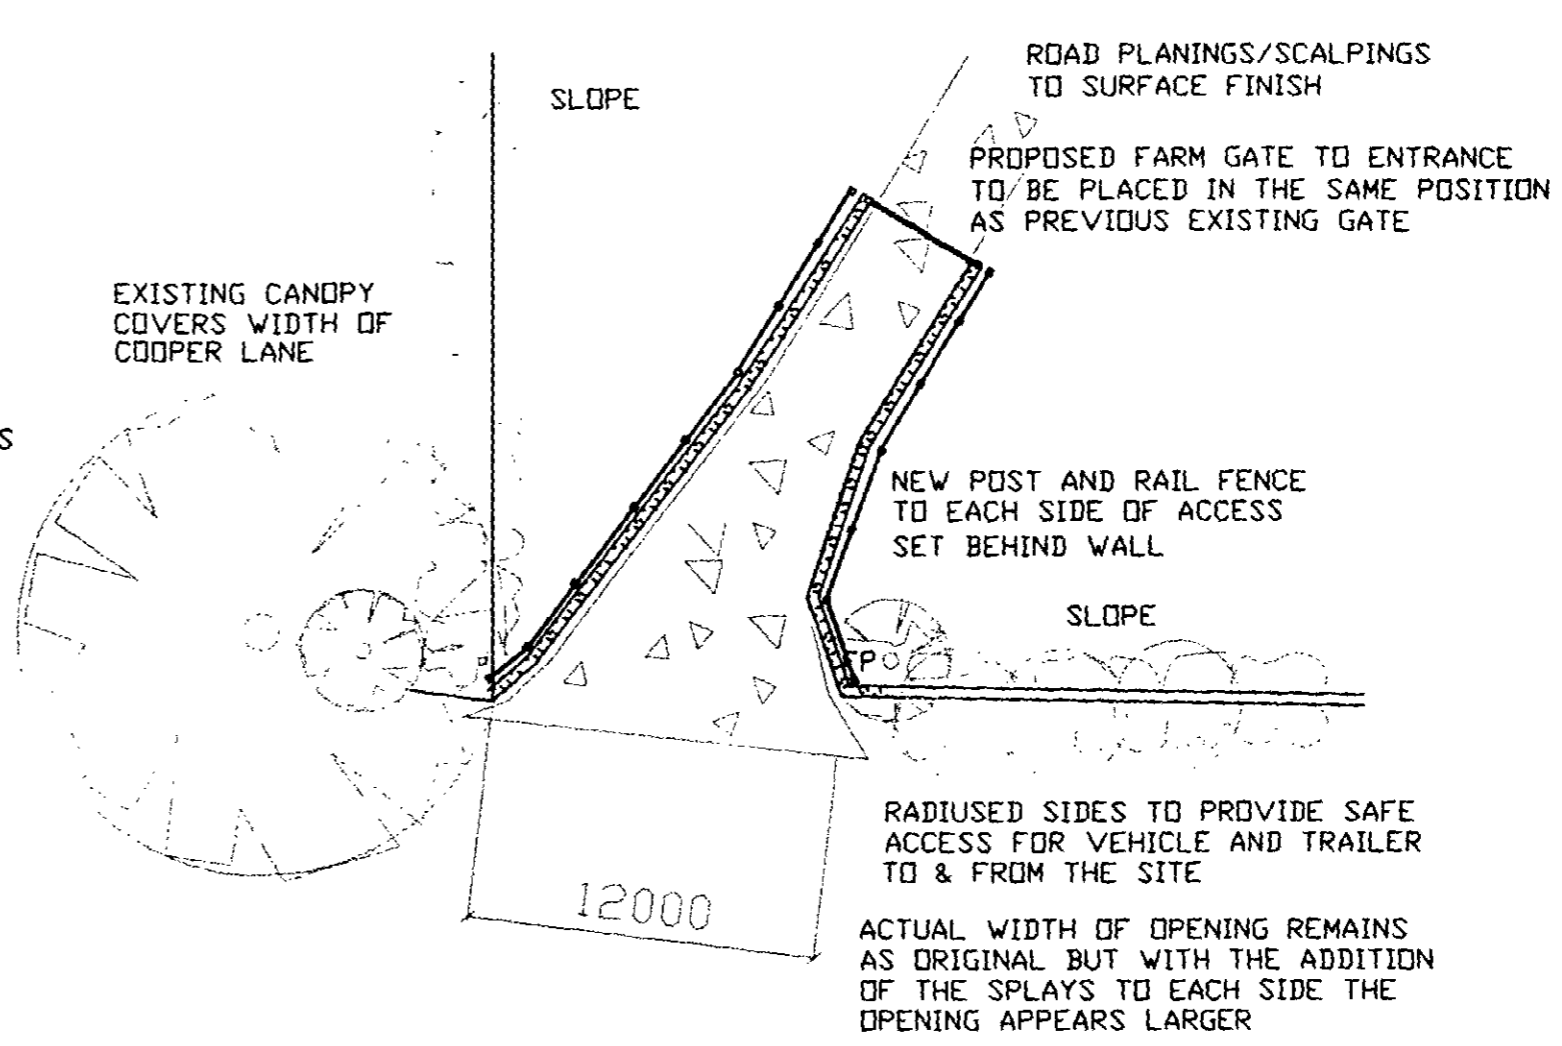 ROAD PLANINGS/SCALPINGS
TO SURFACE FINISH
SLOPE
PROPOSED FARM GATE TO ENTRANCE
TO BE PLACED IN THE SAME POSITION
AS PREVIOUS EXISTING GATE
EXISTING CANOPY
COVERS WIDTH OF
COOPER LANE
S
NEW POST AND RAIL FENCE
TO EACH SIDE OF ACCESS
SET BEHIND WALL
SLOPE
RADIUSED SIDES TO PROVIDE SAFE
ACCESS FOR VEHICLE AND TRAILER
TO & FROM THE SITE
12000
ACTUAL WIDTH OF OPENING REMAINS
AS ORIGINAL BUT WITH THE ADDITION
OF THE SPLAYS TO EACH SIDE THE
OPENING APPEARS LARGER